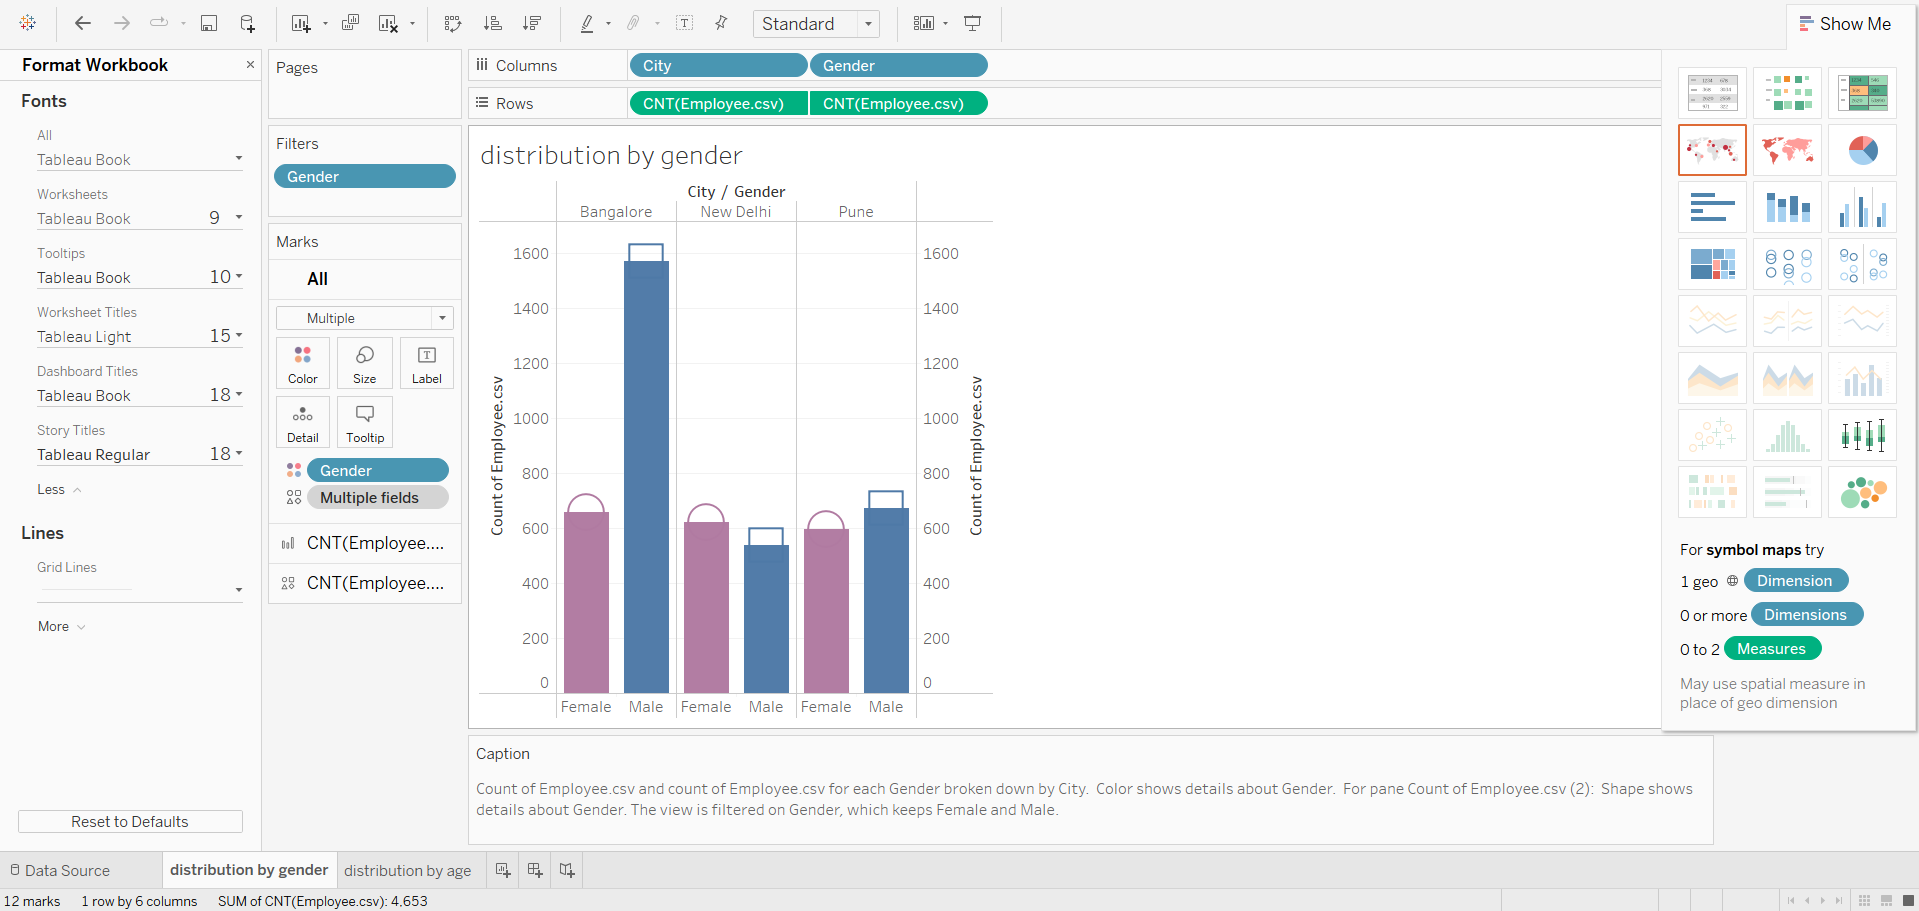 Standard
Show Me
Format Workbook
Fonts
All
Tableau Book
Worksheets
Tableau Book 9
Tooltips
Tableau Book 10
Worksheet Titles
Tableau Light 15
Dashboard Titles
Tableau Book 18
Story Titles
Tableau Regular 18
Less
Lines
Grid Lines
More
Reset to Defaults
Pages
Filters
Gender
Marks
All
Multiple
Color Size Label
Detail Tooltip
Gender
Multiple fields
CNT(Employee....
CNT(Employee....
Columns City Gender
Rows CNT(Employee.csv) CNT(Employee.csv)
distribution by gender
City / Gender
Bangalore New Delhi Pune
Count of Employee.csv
1600 1600
1400 1400
1200 1200
1000 1000
800 800
600 600
400 400
200 200
0 0
Count of Employee.csv
Female Male Female Male Female Male
For symbol maps try
1 geo Dimension
0 or more Dimensions
0 to 2 Measures
May use spatial measure in
place of geo dimension
Caption
Count of Employee.csv and count of Employee.csv for each Gender broken down by City. Color shows details about Gender. For pane Count of Employee.csv (2): Shape shows
details about Gender. The view is filtered on Gender, which keeps Female and Male.
Data Source distribution by gender distribution by age
12 marks 1 row by 6 columns SUM of CNT(Employee.csv): 4,653